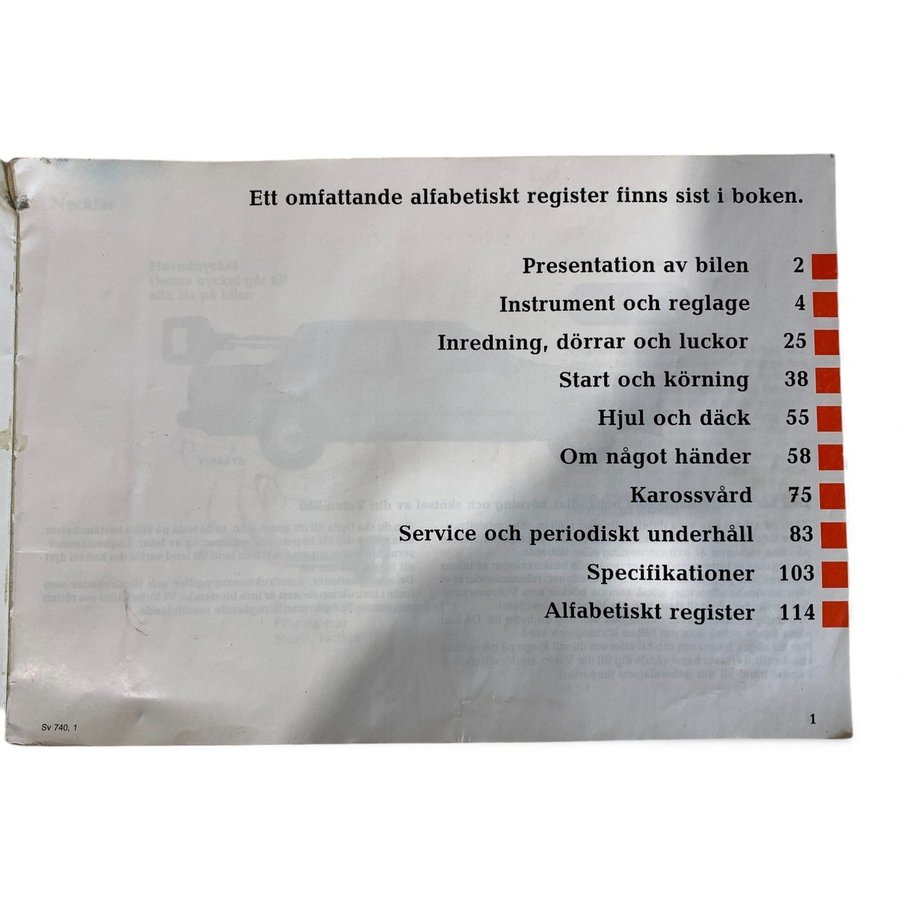 Ett omfattande alfabetiskt register finns sist i boken.
Presentation av bilen 2
Instrument och reglage 4
Inredning, dörrar och luckor 25
Start och körning 38
Hjul och däck 55
Om något händer 58
Karossvård 75
Service och periodiskt underhåll 83
Specifikationer 103
Alfabetiskt register 114
Sv 740, 1
1